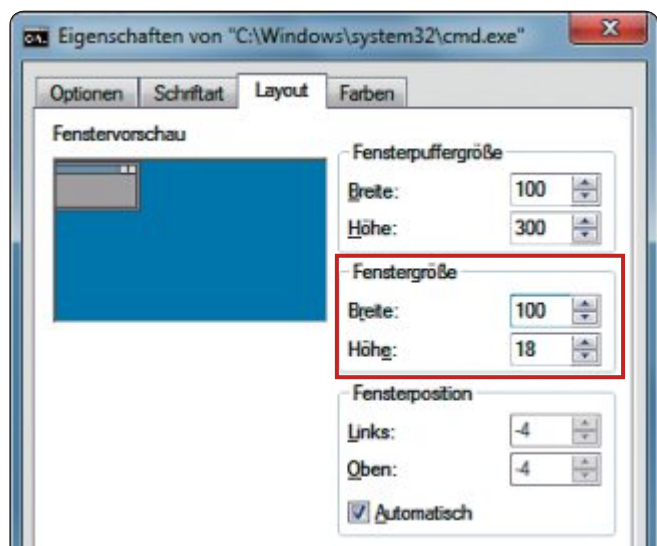 Eigenschaften von "C:\Windows\system32\cmd.exe"
Optionen Schriftart Layout Farben
Fenstervorschau
Fensterpuffergröße
Breite: 100
Höhe: 300
Fenstergröße
Breite: 100
Höhe: 18
Fensterposition
Links: -4
Oben: -4
Automatisch